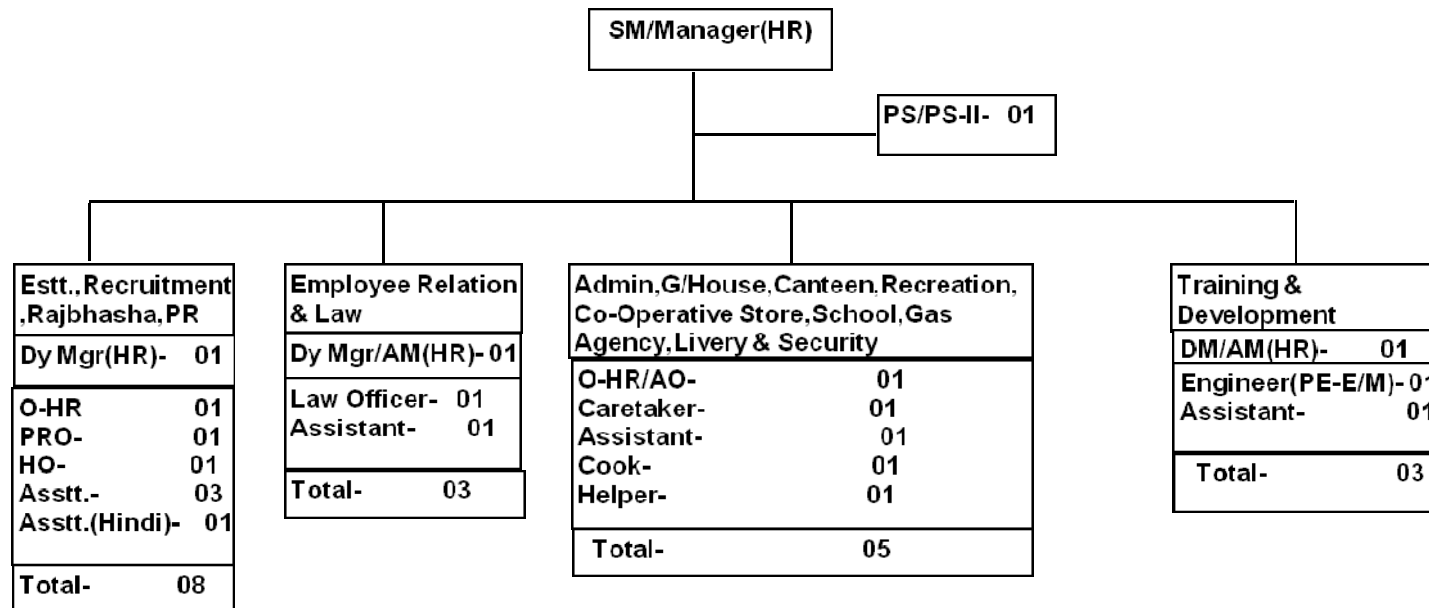 SM/Manager(HR)
PS/PS-II- 01
Estt.,Recruitment
,Rajbhasha,PR
Dy Mgr(HR)- 01
O-HR 01
PRO- 01
HO- 01
Asstt.- 03
Asstt.(Hindi)- 01
Total- 08
Employee Relation
& Law
Dy Mgr/AM(HR)- 01
Law Officer- 01
Assistant- 01
Total- 03
Admin,G/House,Canteen,Recreation,
Co-Operative Store,School,Gas
Agency,Livery & Security
O-HR/AO- 01
Caretaker- 01
Assistant- 01
Cook- 01
Helper- 01
Total- 05
Training &
Development
DM/AM(HR)- 01
Engineer(PE-E/M)- 01
Assistant- 01
Total- 03